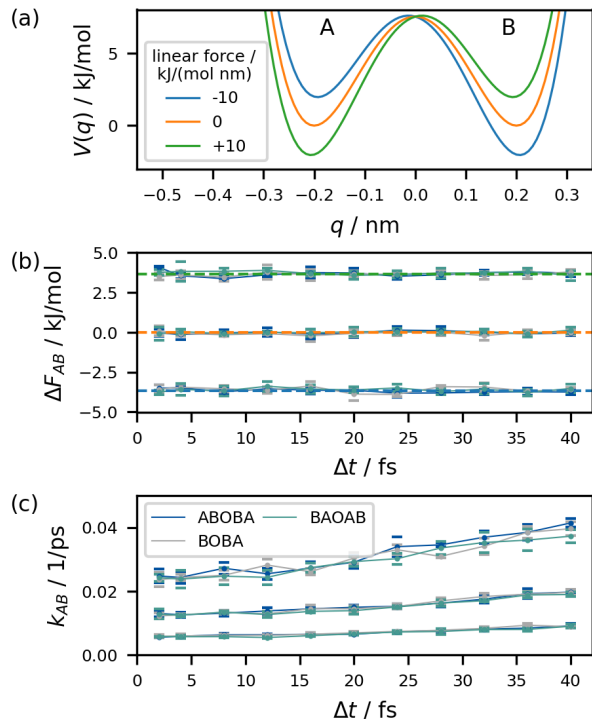 (a)
A
B
V(q) / kJ/mol
5
0
linear force /
kJ/(mol nm)
-10
0
+10
−0.5 −0.4 −0.3 −0.2 −0.1 0.0 0.1 0.2 0.3
q / nm
(b)
ΔF_AB / kJ/mol
5.0
2.5
0.0
−2.5
−5.0
0 5 10 15 20 25 30 35 40
Δt / fs
(c)
k_AB / 1/ps
0.04
0.02
0.00
ABOBA
BOBA
BAOAB
0 5 10 15 20 25 30 35 40
Δt / fs